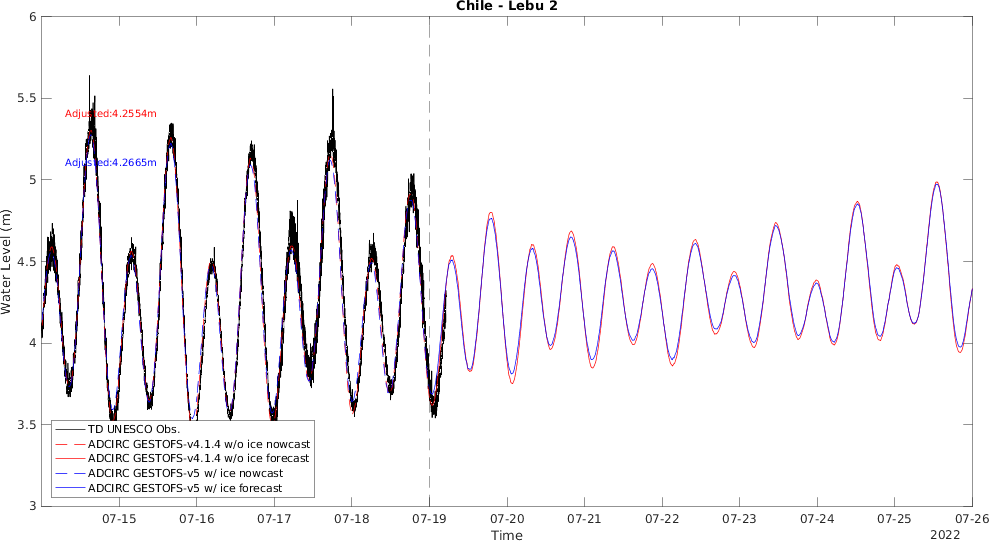 Chile - Lebu 2
6
5.5
5
4.5
4
3.5
3
Water Level (m)
Adjusted:4.2554m
Adjusted:4.2665m
TD UNESCO Obs.
ADCIRC GESTOFS-v4.1.4 w/o ice nowcast
ADCIRC GESTOFS-v4.1.4 w/o ice forecast
ADCIRC GESTOFS-v5 w/ ice nowcast
ADCIRC GESTOFS-v5 w/ ice forecast
07-15 07-16 07-17 07-18 07-19 07-20 07-21 07-22 07-23 07-24 07-25 07-26
Time
2022